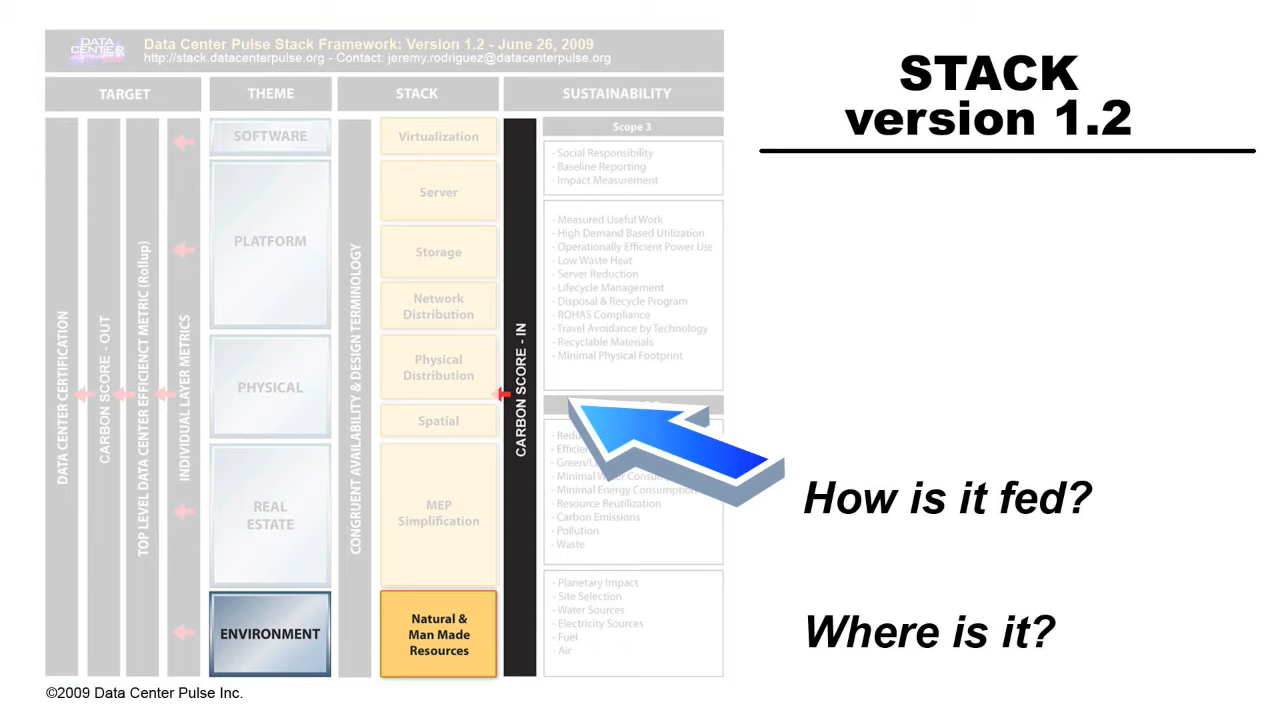 DATA
CENTER
Data Center Pulse Stack Framework: Version 1.2 - June 26, 2009
http://stack.datacenterpulse.org - Contact: jeremy.rodriguez@datacenterpulse.org
STACK
version 1.2
TARGET
THEME
STACK
SUSTAINABILITY
DATA CENTER CERTIFICATION
CARBON SCORE - OUT
TOP LEVEL DATA CENTER EFFICIENCT METRIC (Rollup)
INDIVIDUAL LAYER METRICS
SOFTWARE
PLATFORM
PHYSICAL
REAL
ESTATE
ENVIRONMENT
CONGRUENT AVAILABILITY & DESIGN TERMINOLOGY
Virtualization
Server
Storage
Network
Distribution
Physical
Distribution
Spatial
MEP
Simplification
Natural &
Man Made
Resources
CARBON SCORE - IN
Scope 3
- Social Responsibility
- Baseline Reporting
- Impact Measurement
- Measured Useful Work
- High Demand Based Utilization
- Operationally Efficient Power Use
- Low Waste Heat
- Server Reduction
- Lifecycle Management
- Disposal & Recycle Program
- ROHAS Compliance
- Travel Avoidance by Technology
- Recyclable Materials
- Minimal Physical Footprint
- Minimal Energy Consumption
- Resource Reutilization
- Carbon Emissions
- Pollution
- Waste
- Planetary Impact
- Site Selection
- Water Sources
- Electricity Sources
- Fuel
- Air
How is it fed?
Where is it?
©2009 Data Center Pulse Inc.